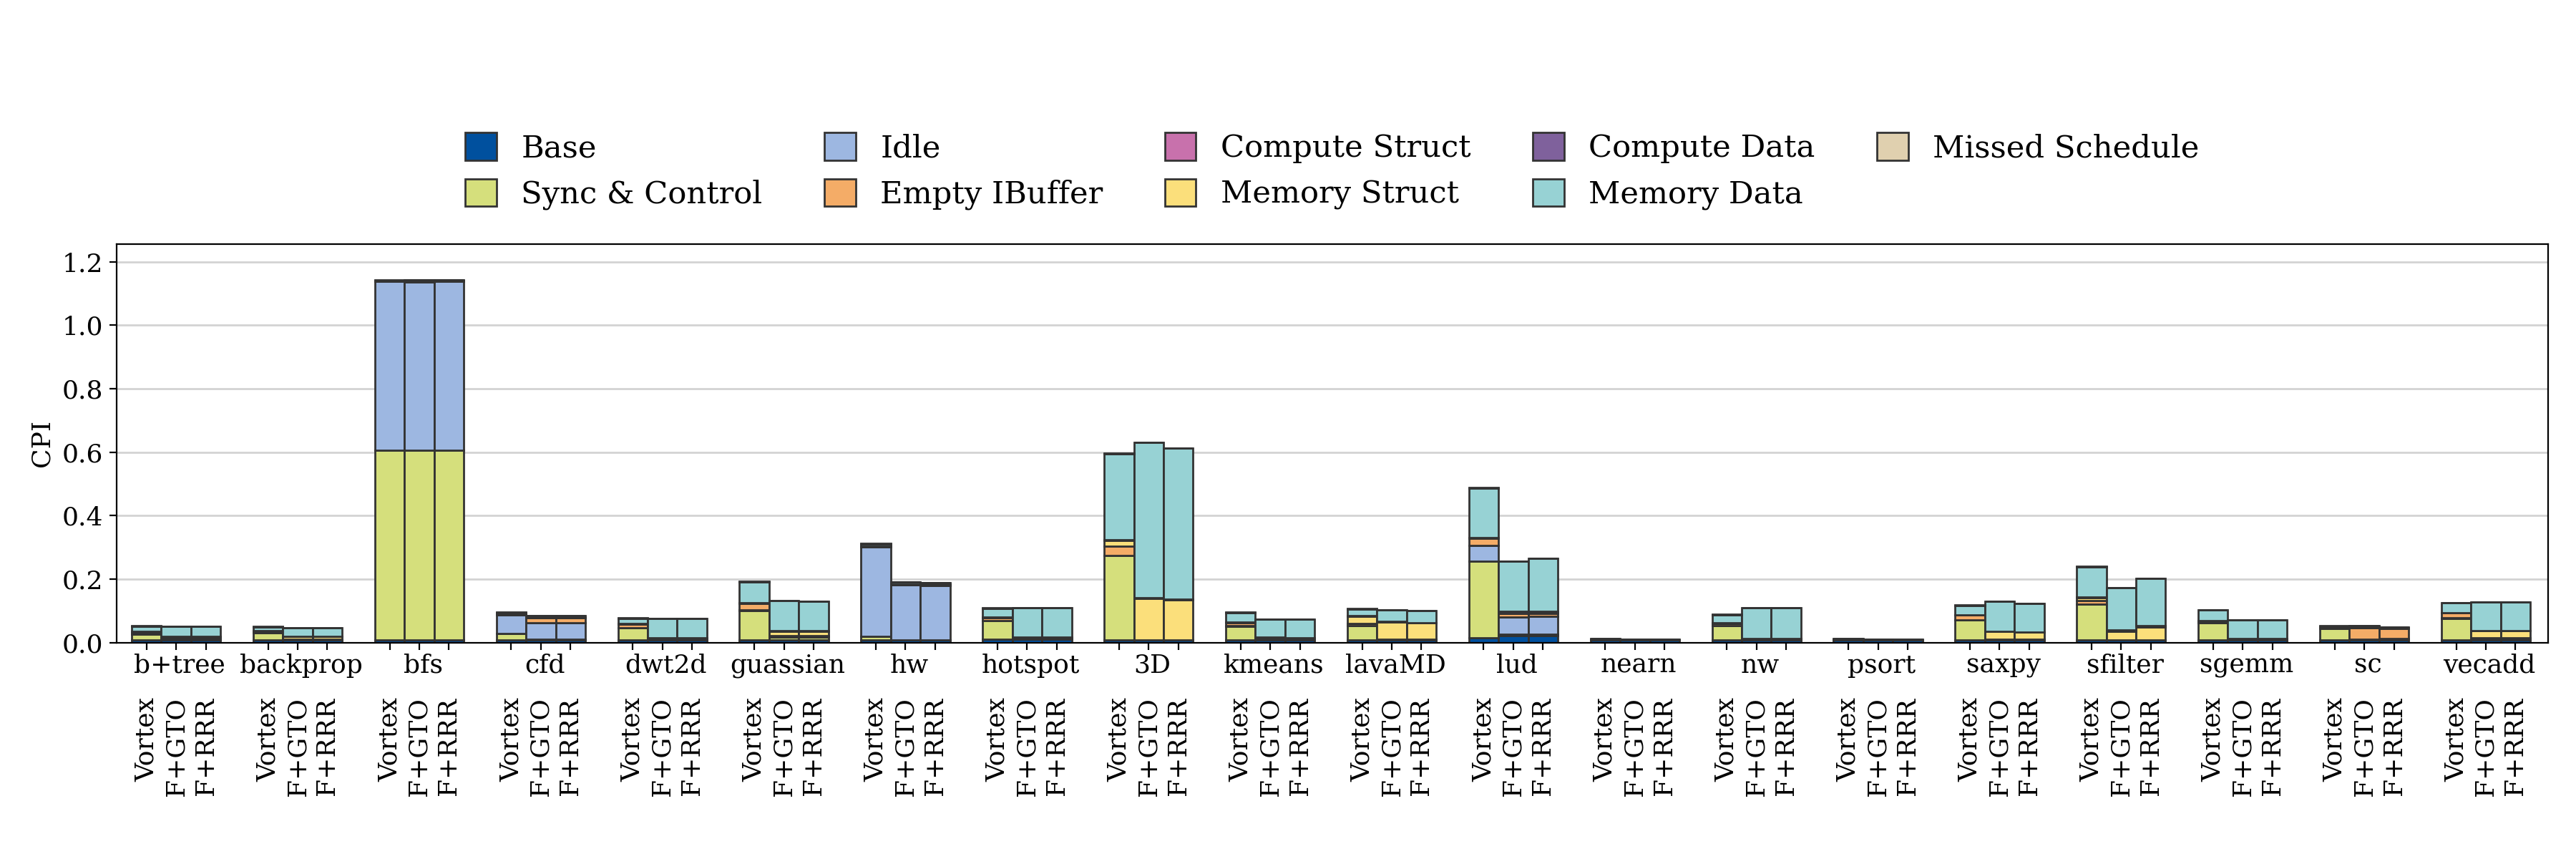 Base Idle Compute Struct Compute Data Missed Schedule
Sync & Control Empty IBuffer Memory Struct Memory Data
CPI
1.2
1.0
0.8
0.6
0.4
0.2
0.0
b+tree backprop bfs cfd dwt2d guassian hw hotspot 3D kmeans lavaMD lud nearn nw psort saxpy sfilter sgemm sc vecadd
Vortex F+GTO F+RRR Vortex F+GTO F+RRR Vortex F+GTO F+RRR Vortex F+GTO F+RRR Vortex F+GTO F+RRR Vortex F+GTO F+RRR Vortex F+GTO F+RRR Vortex F+GTO F+RRR Vortex F+GTO F+RRR Vortex F+GTO F+RRR Vortex F+GTO F+RRR Vortex F+GTO F+RRR Vortex F+GTO F+RRR Vortex F+GTO F+RRR Vortex F+GTO F+RRR Vortex F+GTO F+RRR Vortex F+GTO F+RRR Vortex F+GTO F+RRR Vortex F+GTO F+RRR Vortex F+GTO F+RRR